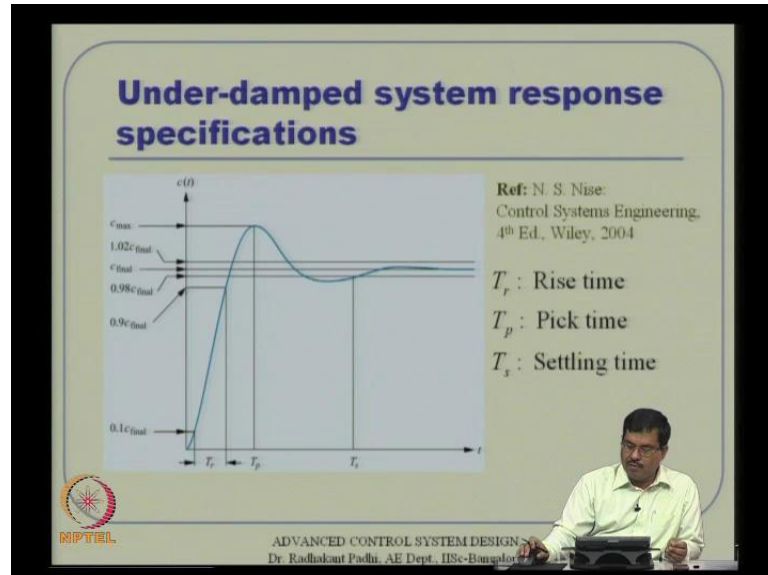 Under-damped system response
specifications
c(t)
c_max
1.02c_final
c_final
0.98c_final
0.9c_final
0.1c_final
T_r
T_p
T_s
t
Ref: N. S. Nise:
Control Systems Engineering,
4th Ed., Wiley, 2004
T_r : Rise time
T_p : Pick time
T_s : Settling time
NPTEL
ADVANCED CONTROL SYSTEM DESIGN
Dr. Radhakant Padhi, AE Dept., IISc-Bangalore